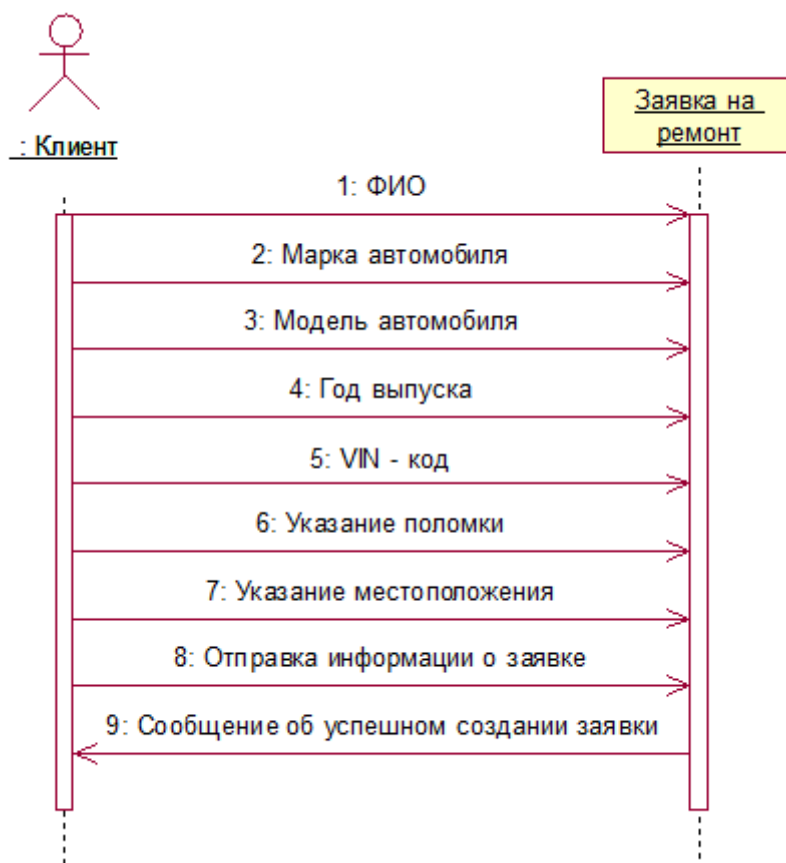 Заявка на
ремонт
: Клиент
1: ФИО
2: Марка автомобиля
3: Модель автомобиля
4: Год выпуска
5: VIN - код
6: Указание поломки
7: Указание местоположения
8: Отправка информации о заявке
9: Сообщение об успешном создании заявки